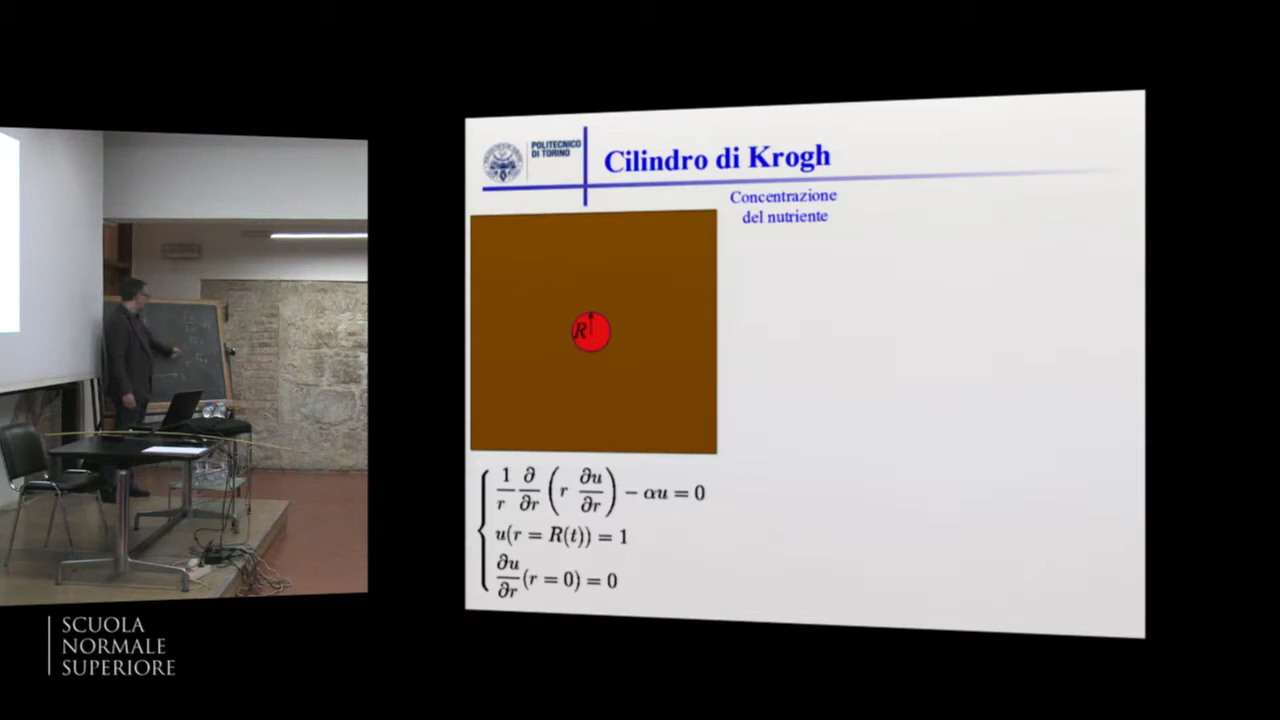 POLITECNICO
DI TORINO
Cilindro di Krogh
Concentrazione
del nutriente
R
1/r ∂/∂r (r ∂u/∂r) − αu = 0
u(r = R(t)) = 1
∂u/∂r (r = 0) = 0
SCUOLA
NORMALE
SUPERIORE